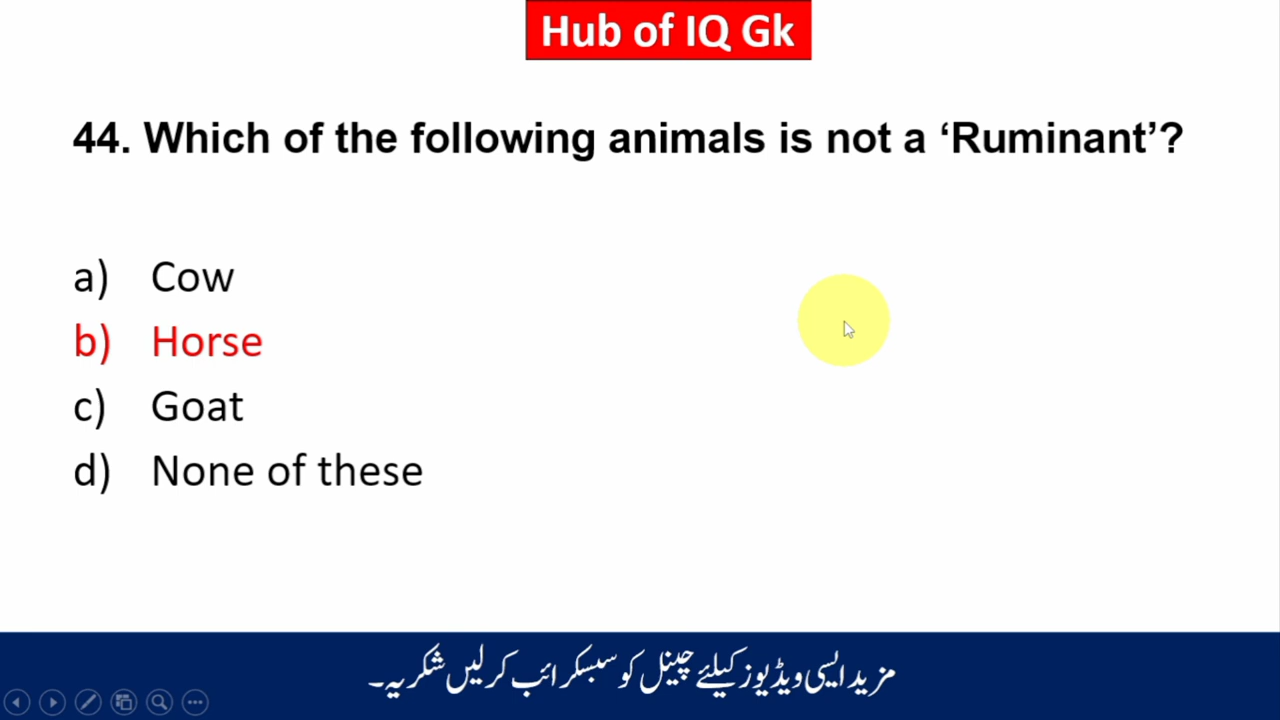 Hub of IQ Gk
44. Which of the following animals is not a ‘Ruminant’?
a) Cow
b) Horse
c) Goat
d) None of these
مزید ایسی ویڈیوز کیلئے چینل کو سبسکرائب کر لیں شکریہ۔